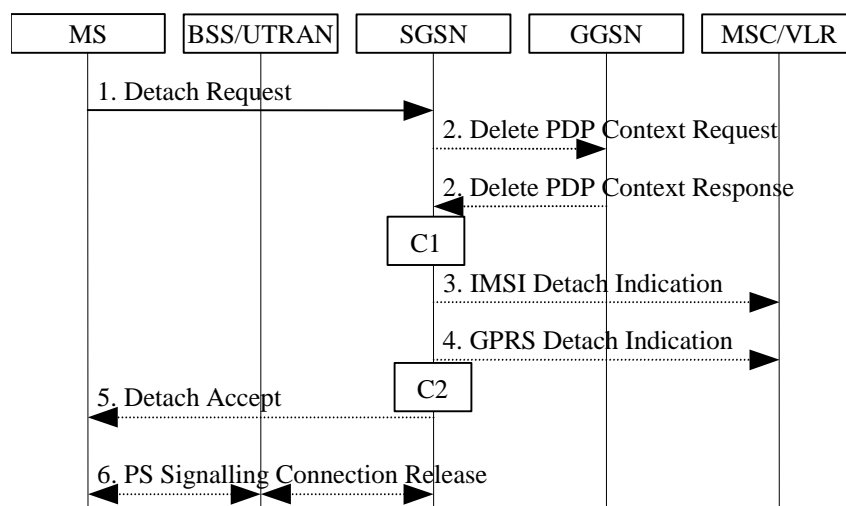 MS
BSS/UTRAN
SGSN
GGSN
MSC/VLR
1. Detach Request
2. Delete PDP Context Request
2. Delete PDP Context Response
C1
3. IMSI Detach Indication
4. GPRS Detach Indication
C2
5. Detach Accept
6. PS Signalling Connection Release